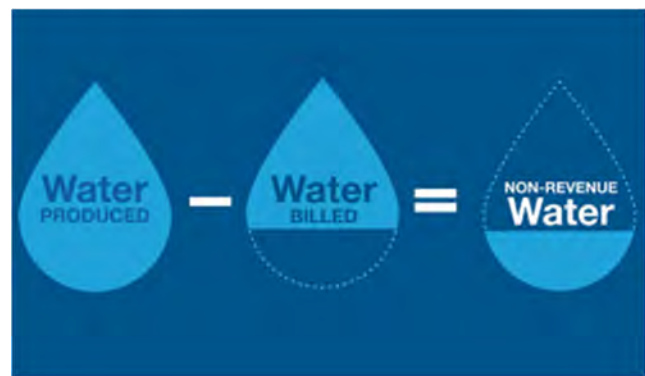 Water
PRODUCED
–
Water
BILLED
=
NON-REVENUE
Water